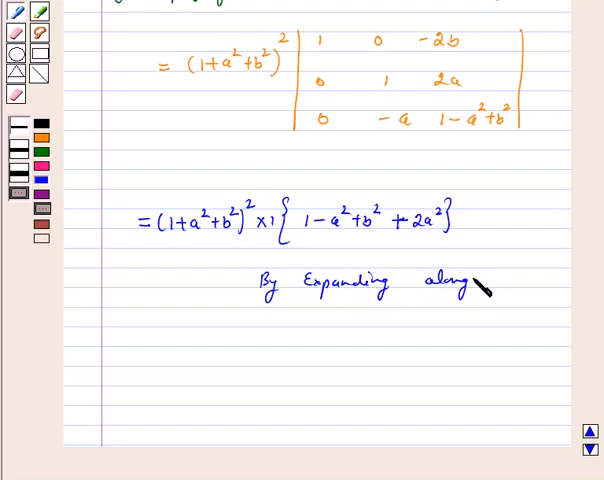 = (1+a²+b²)² | 1 0 -2b |
| 0 1 2a |
| 0 -a 1-a²+b² |
= (1+a²+b²)² × 1 { 1-a²+b² +2a² }
By Expanding along